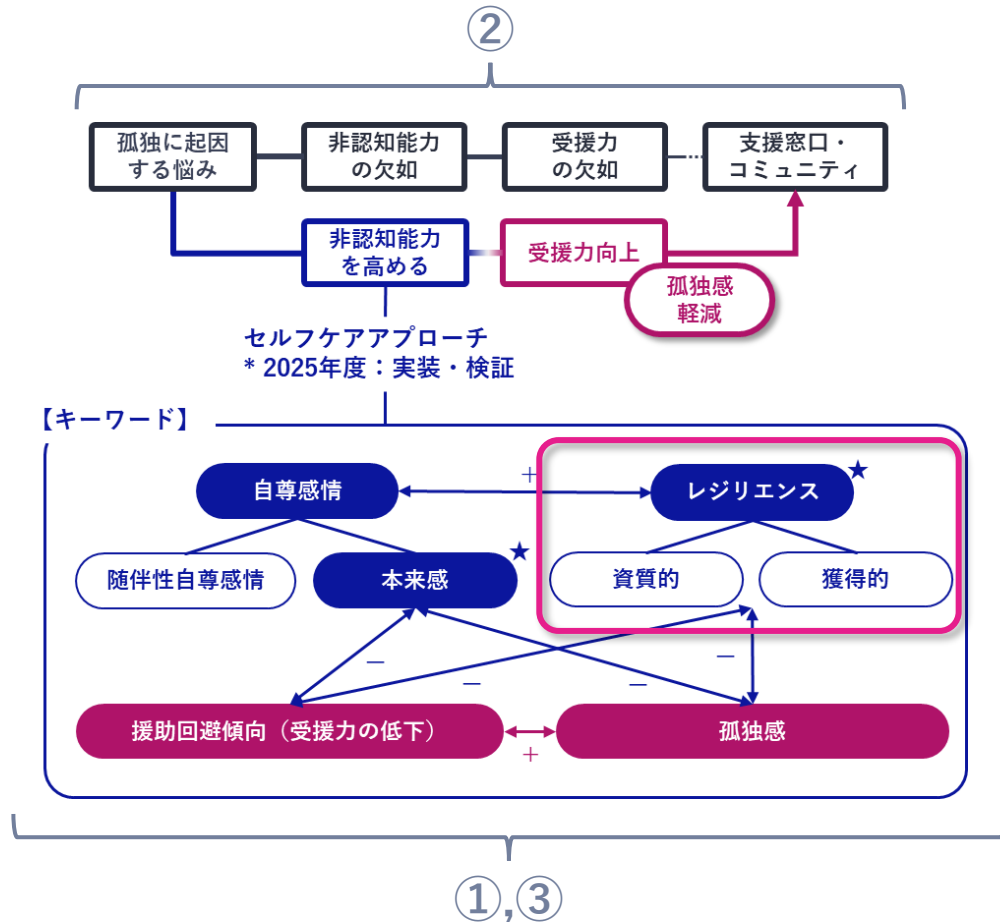 ②
孤独に起因
する悩み
非認知能力
の欠如
受援力
の欠如
支援窓口・
コミュニティ
非認知能力
を高める
受援力向上
孤独感
軽減
セルフケアアプローチ
* 2025年度：実装・検証
【キーワード】
自尊感情
+
レジリエンス
★
随伴性自尊感情
本来感
★
資質的
獲得的
−
−
−
−
援助回避傾向（受援力の低下）
+
孤独感
①,③